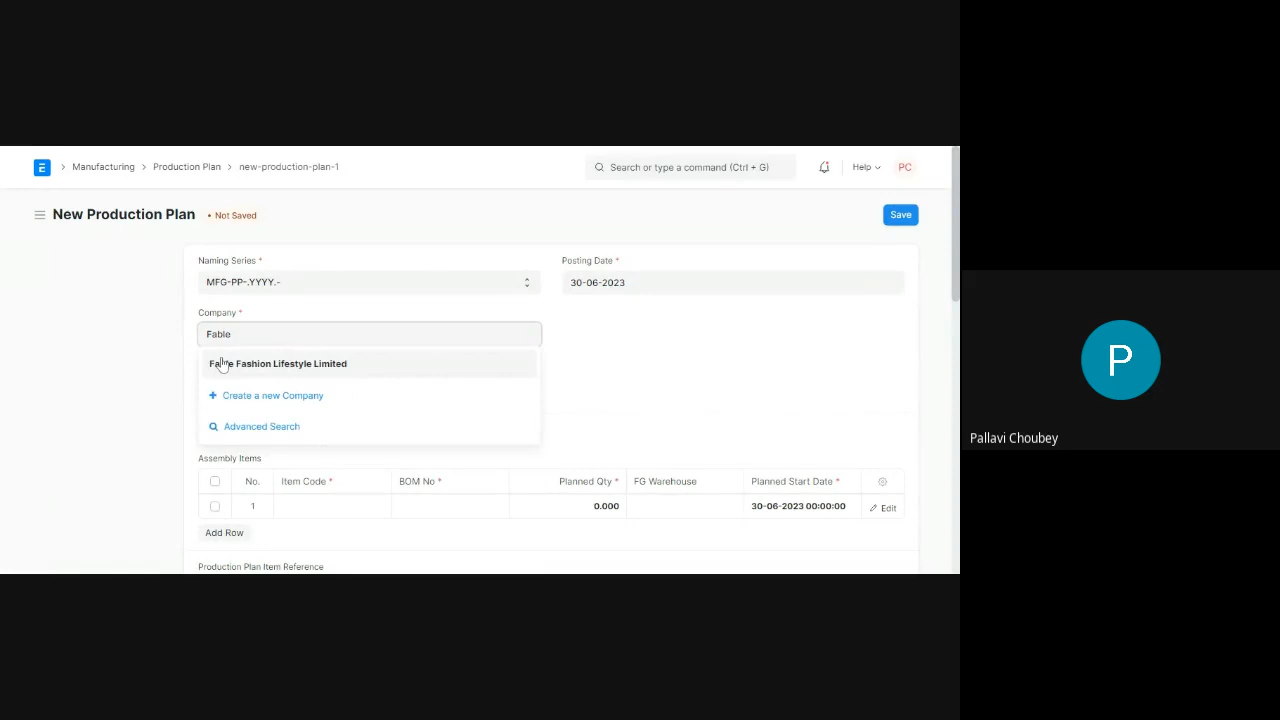 Manufacturing > Production Plan > new-production-plan-1
Search or type a command (Ctrl + G)
Help
PC
New Production Plan • Not Saved
Save
Naming Series *
Posting Date *
MFG-PP-.YYYY.-
30-06-2023
Company *
Fable
Fashion Lifestyle Limited
+ Create a new Company
Advanced Search
Assembly Items
No. Item Code * BOM No * Planned Qty * FG Warehouse Planned Start Date *
1 0.000 30-06-2023 00:00:00 Edit
Add Row
Production Plan Item Reference
P
Pallavi Choubey